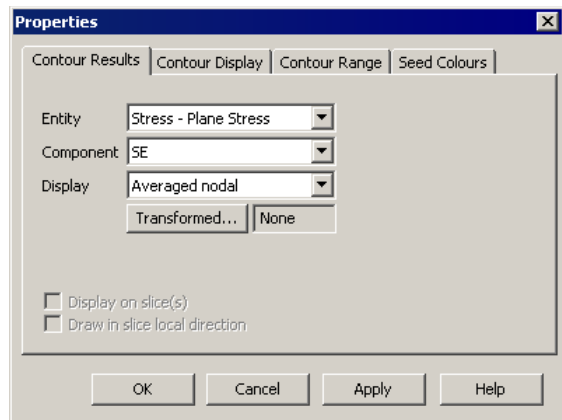 Properties
Contour Results Contour Display Contour Range Seed Colours
Entity Stress - Plane Stress
Component SE
Display Averaged nodal
Transformed... None
Display on slice(s)
Draw in slice local direction
OK Cancel Apply Help